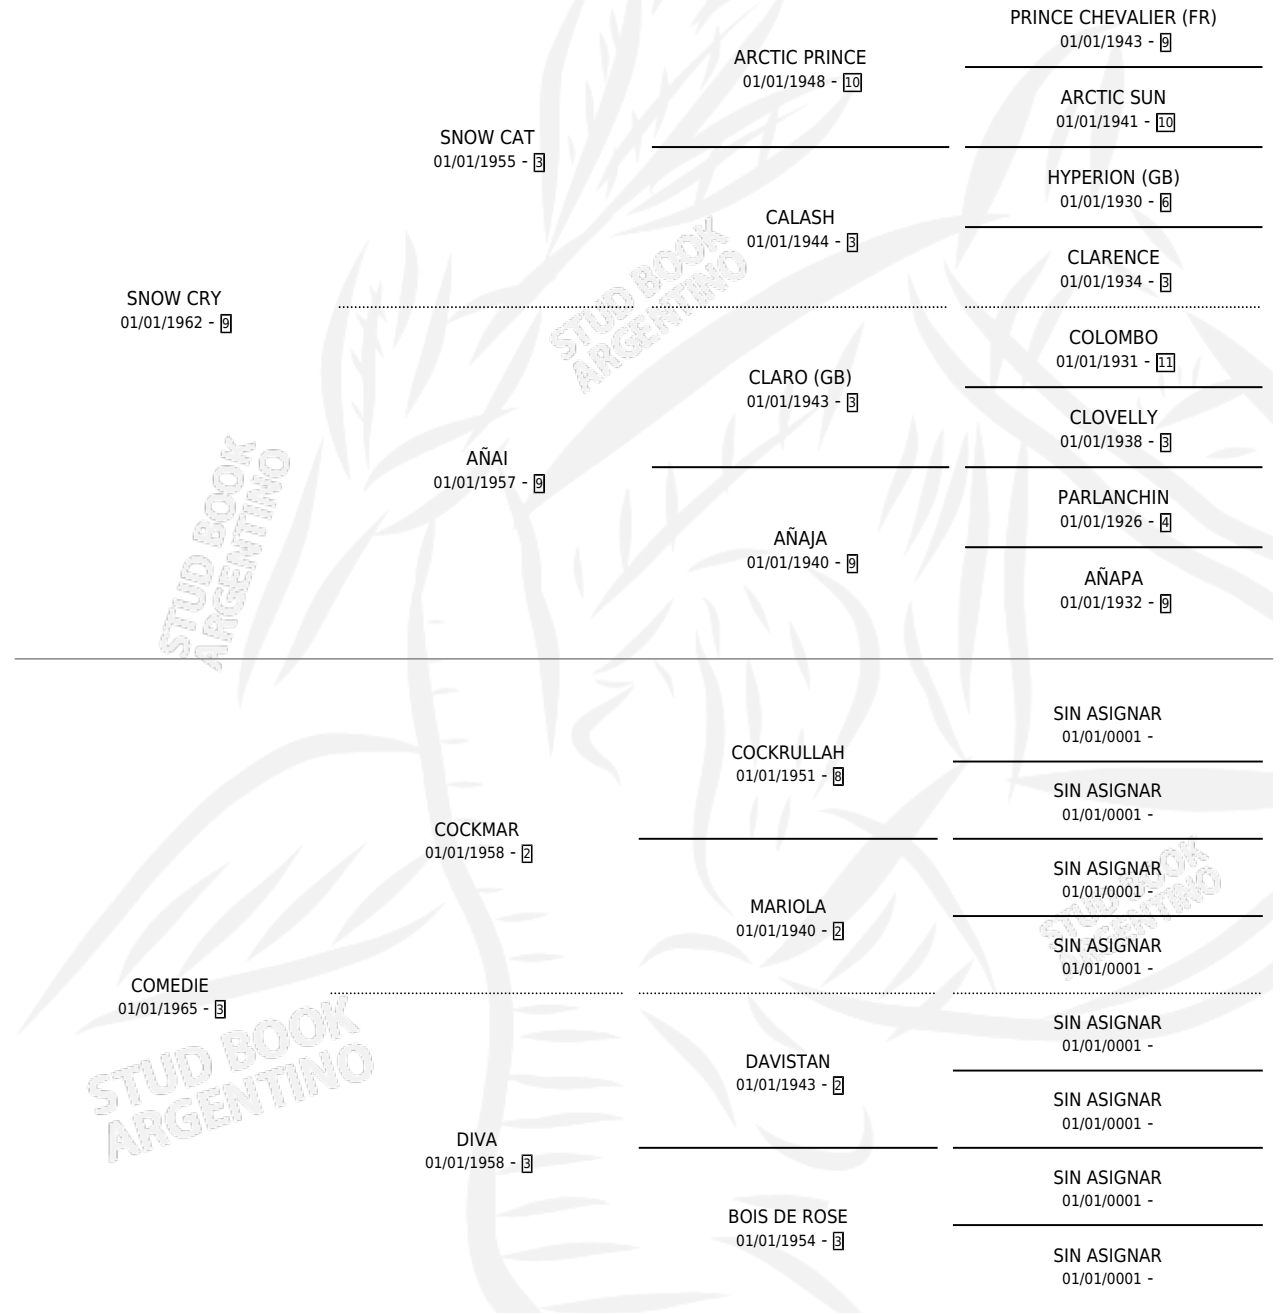 PRINCE CHEVALIER (FR)
01/01/1943 - 9
ARCTIC PRINCE
01/01/1948 - 10
ARCTIC SUN
01/01/1941 - 10
SNOW CAT
01/01/1955 - 3
HYPERION (GB)
01/01/1930 - 6
CALASH
01/01/1944 - 3
CLARENCE
01/01/1934 - 3
SNOW CRY
01/01/1962 - 9
COLOMBO
01/01/1931 - 11
CLARO (GB)
01/01/1943 - 3
CLOVELLY
01/01/1938 - 3
AÑAI
01/01/1957 - 9
PARLANCHIN
01/01/1926 - 4
AÑAJA
01/01/1940 - 9
AÑAPA
01/01/1932 - 9
SIN ASIGNAR
01/01/0001 -
COCKRULLAH
01/01/1951 - 8
SIN ASIGNAR
01/01/0001 -
COCKMAR
01/01/1958 - 2
SIN ASIGNAR
01/01/0001 -
MARIOLA
01/01/1940 - 2
SIN ASIGNAR
01/01/0001 -
COMEDIE
01/01/1965 - 3
SIN ASIGNAR
01/01/0001 -
DAVISTAN
01/01/1943 - 2
SIN ASIGNAR
01/01/0001 -
DIVA
01/01/1958 - 3
SIN ASIGNAR
01/01/0001 -
BOIS DE ROSE
01/01/1954 - 3
SIN ASIGNAR
01/01/0001 -
STUD BOOK
ARGENTINO
STUD BOOK
ARGENTINO
STUD BOOK
ARGENTINO
STUD BOOK
ARGENTINO